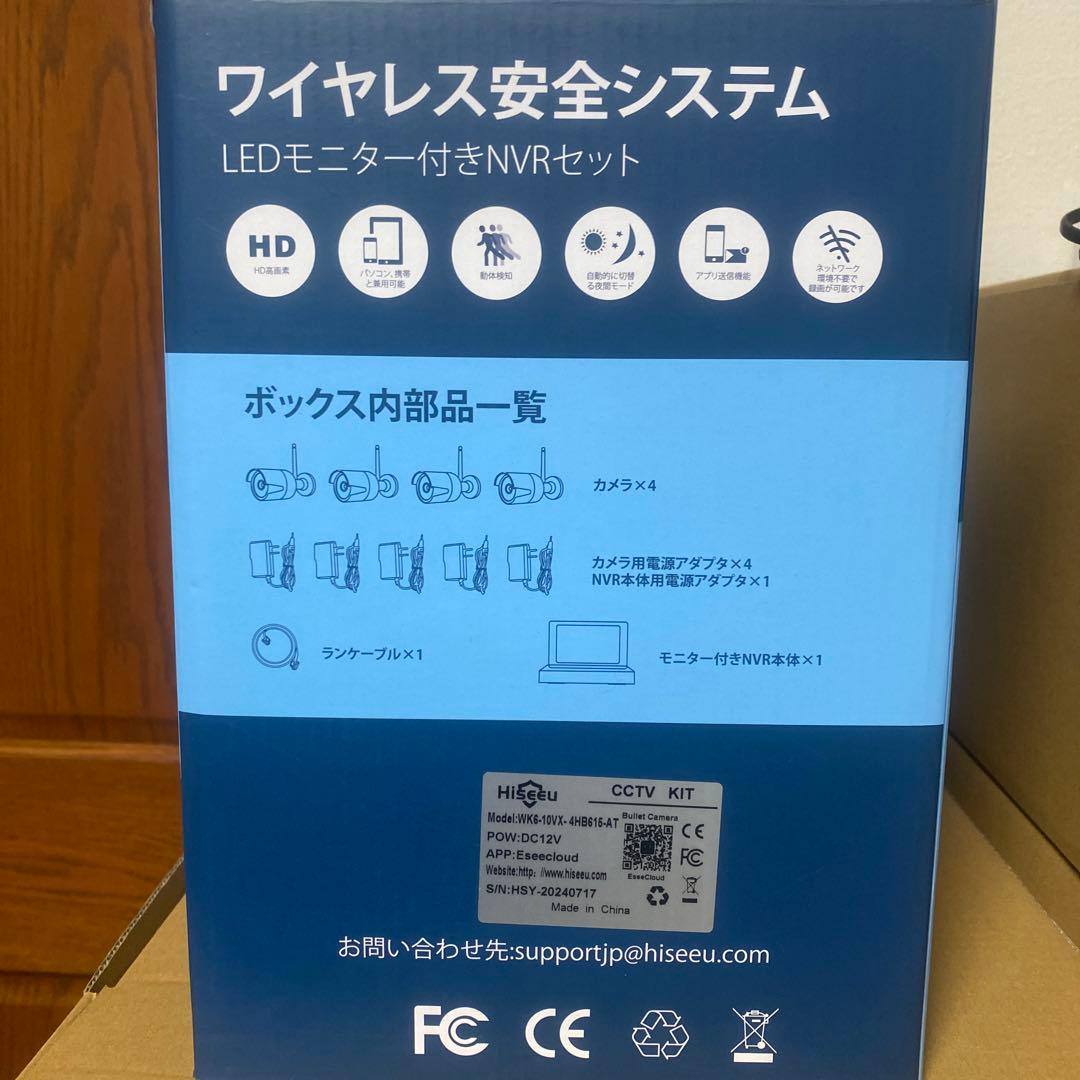 ワイヤレス安全システム
LEDモニター付きNVRセット
HD
HD高画素
パソコン、携帯
と兼用可能
動体検知
自動的に切替
る夜間モード
アプリ送信機能
ネットワーク
環境不要で
録画が可能です
ボックス内部品一覧
カメラ×4
カメラ用電源アダプタ×4
NVR本体用電源アダプタ×1
ランケーブル×1
モニター付きNVR本体×1
Hiseeu
CCTV KIT
Model:WK6-10VX-4HB616-AT
Bullet Camera
POW:DC12V
APP:Eseecloud
Website:http: //www.hiseeu.com
EseeCloud
S/N:HSY-20240717
Made in China
CE
FC
お問い合わせ先:supportjp@hiseeu.com
FC CE